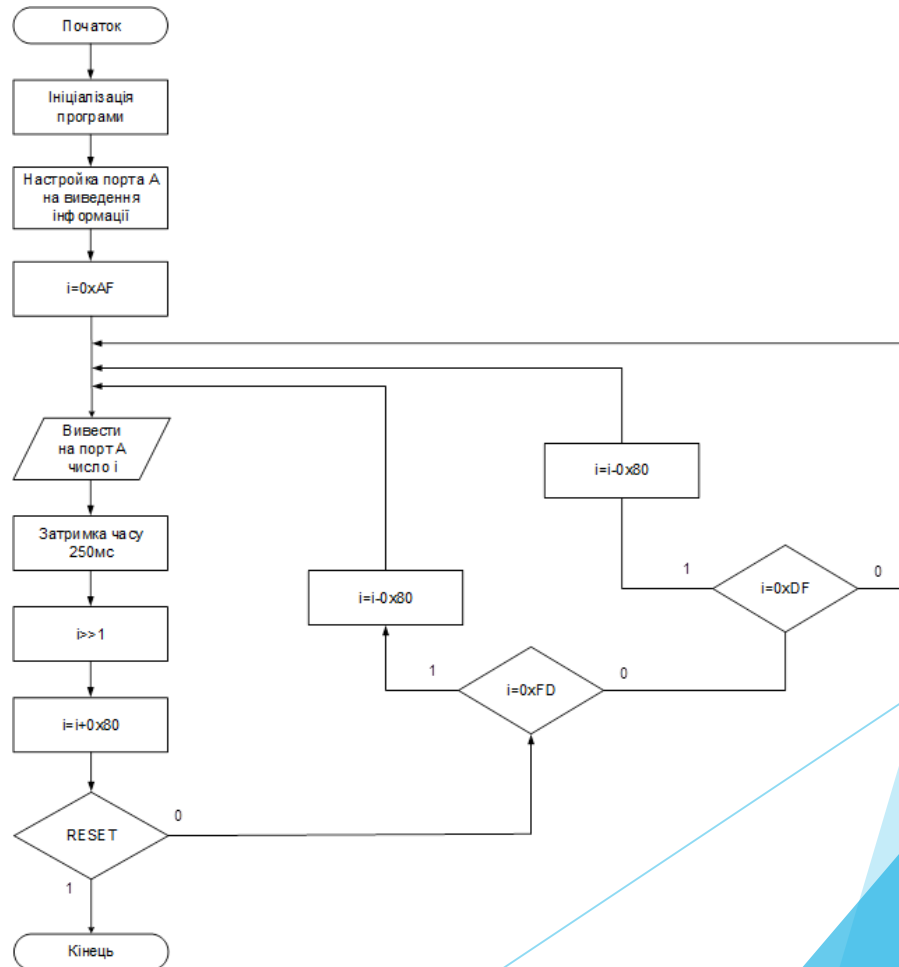 Початок
Ініціалізація
програми
Настройка порта А
на виведення
інформації
i=0xAF
Вивести
на порт А
число i
Затримка часу
250мс
i>>1
i=i+0x80
RESET
0
1
Кінець
i=0xFD
1
0
i=i-0x80
i=0xDF
1
0
i=i-0x80